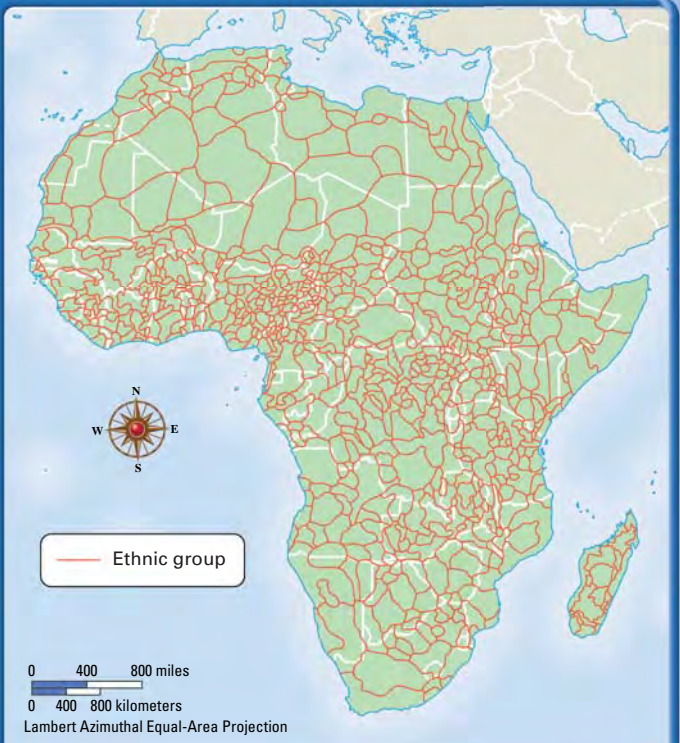 N
W E
S
Ethnic group
0 400 800 miles
0 400 800 kilometers
Lambert Azimuthal Equal-Area Projection